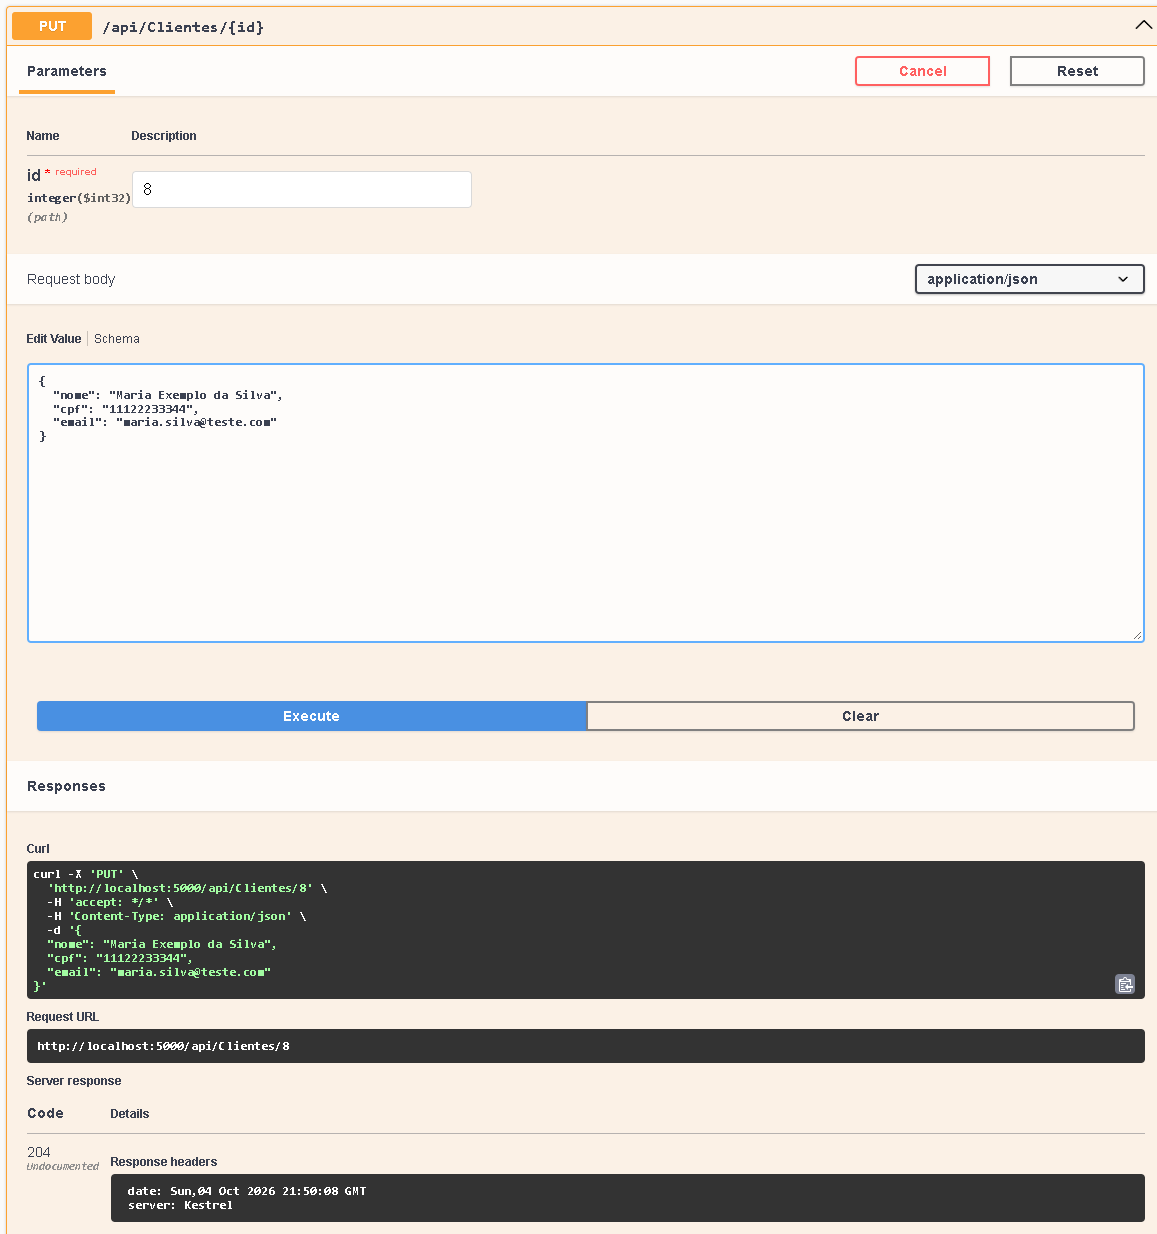 PUT /api/Clientes/{id}
Parameters Cancel Reset
Name Description
id * required
8
integer($int32)
(path)
Request body application/json
Edit Value Schema
{
"nome": "Maria Exemplo da Silva",
"cpf": "11122233344",
"email": "maria.silva@teste.com"
}
Execute Clear
Responses
Curl
curl -X 'PUT' \
'http://localhost:5000/api/Clientes/8' \
-H 'accept: */*' \
-H 'Content-Type: application/json' \
-d '{
"nome": "Maria Exemplo da Silva",
"cpf": "11122233344",
"email": "maria.silva@teste.com"
}'
Request URL
http://localhost:5000/api/Clientes/8
Server response
Code Details
204
Undocumented
Response headers
date: Sun,04 Oct 2026 21:50:08 GMT
server: Kestrel